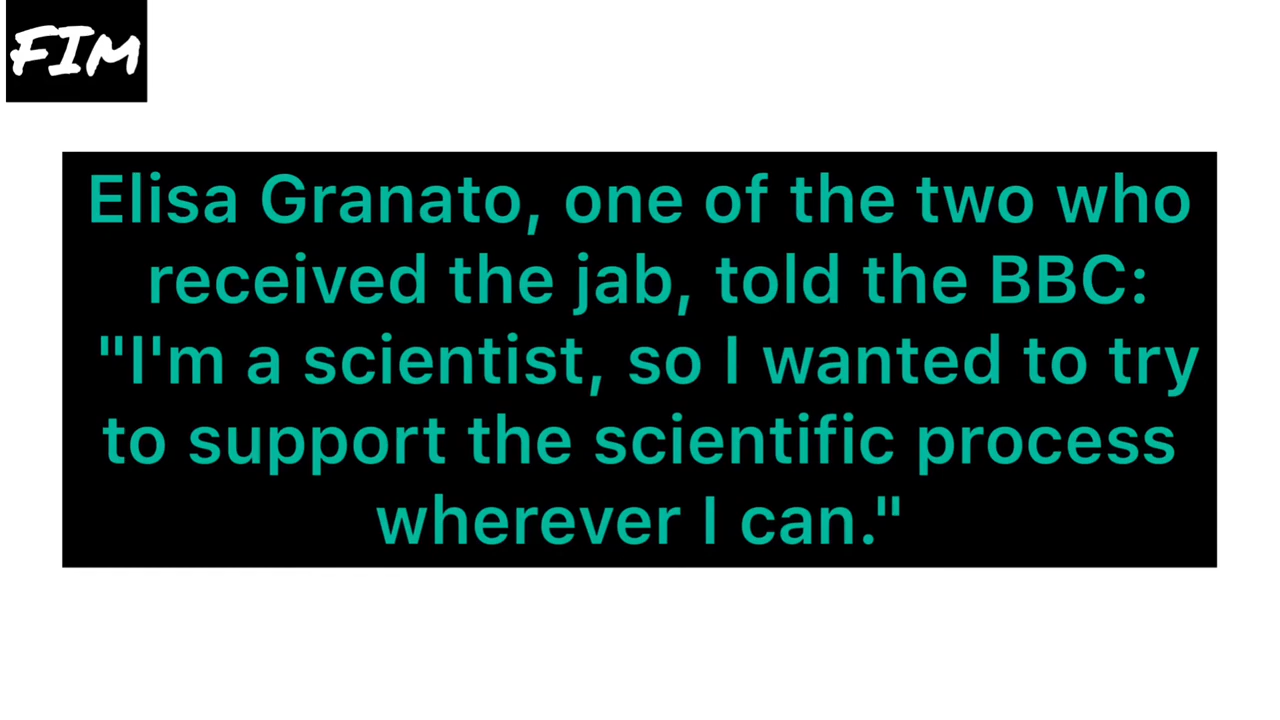 FIM
Elisa Granato, one of the two who
received the jab, told the BBC:
"I'm a scientist, so I wanted to try
to support the scientific process
wherever I can."